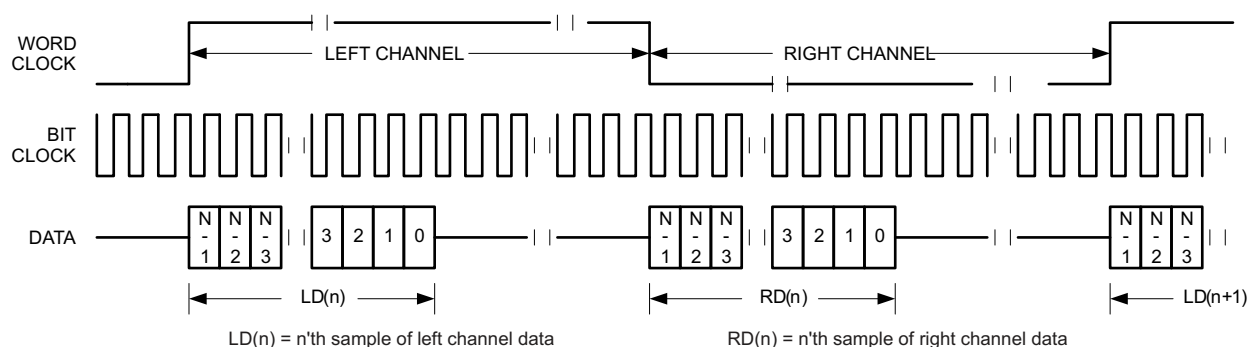 WORD
CLOCK
LEFT CHANNEL
RIGHT CHANNEL
BIT
CLOCK
DATA
N
-
1
N
-
2
N
-
3
3 2 1 0
N
-
1
N
-
2
N
-
3
3 2 1 0
N
-
1
N
-
2
N
-
3
LD(n)
RD(n)
LD(n+1)
LD(n) = n'th sample of left channel data
RD(n) = n'th sample of right channel data